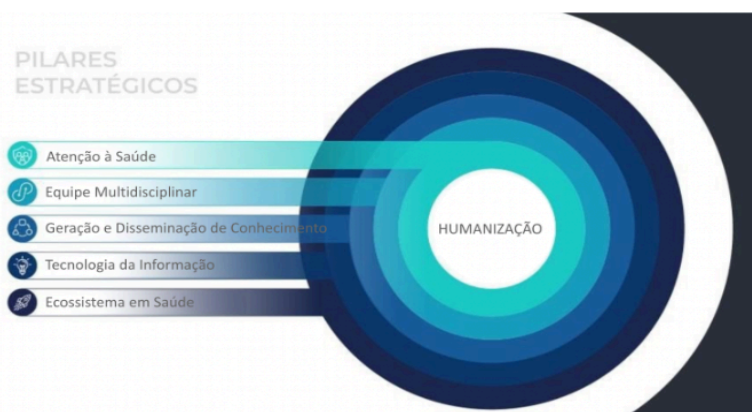 PILARES
ESTRATÉGICOS
Atenção à Saúde
Equipe Multidisciplinar
Geração e Disseminação de Conhecimento
Tecnologia da Informação
Ecossistema em Saúde
HUMANIZAÇÃO